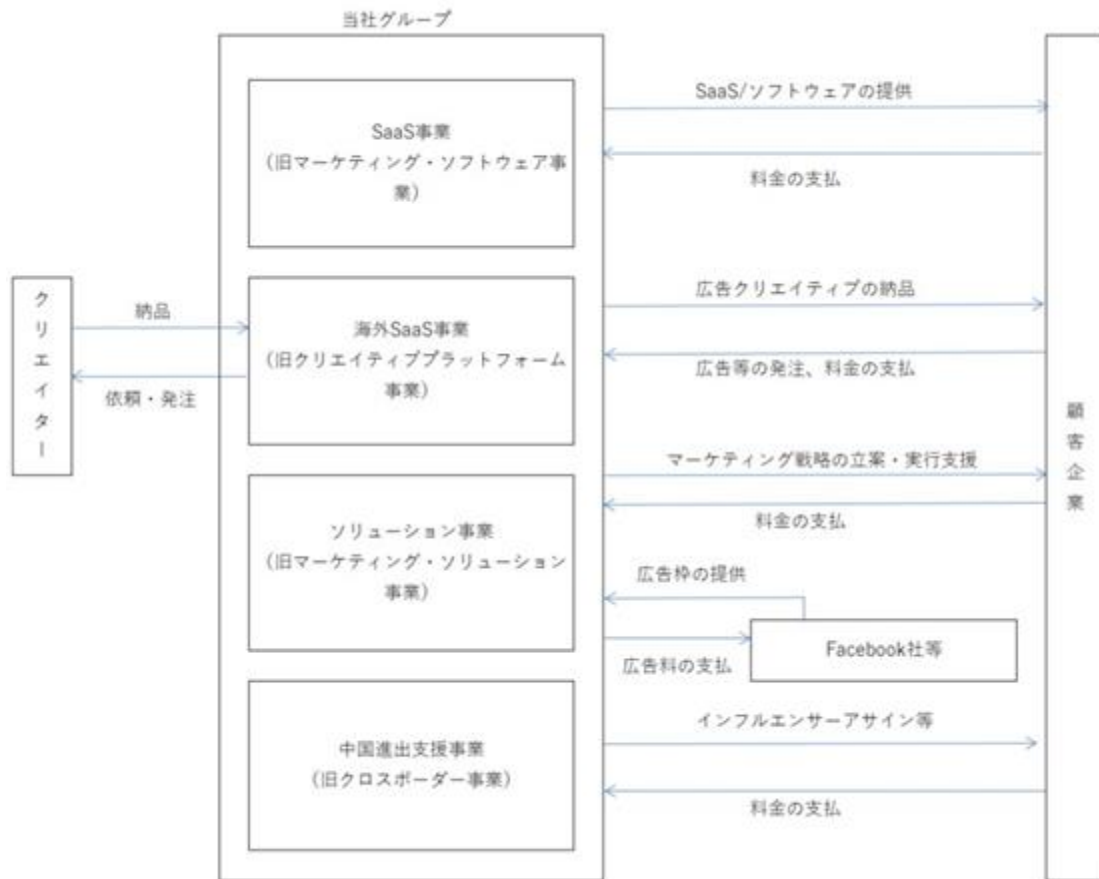 当社グループ
SaaS事業
（旧マーケティング・ソフトウェア事
業）
SaaS/ソフトウェアの提供
料金の支払
クリエイター
納品
依頼・発注
海外SaaS事業
（旧クリエイティブプラットフォーム
事業）
広告クリエイティブの納品
広告等の発注、料金の支払
顧客企業
マーケティング戦略の立案・実行支援
料金の支払
ソリューション事業
（旧マーケティング・ソリューション
事業）
広告枠の提供
Facebook社等
広告料の支払
中国進出支援事業
（旧クロスボーダー事業）
インフルエンサーアサイン等
料金の支払